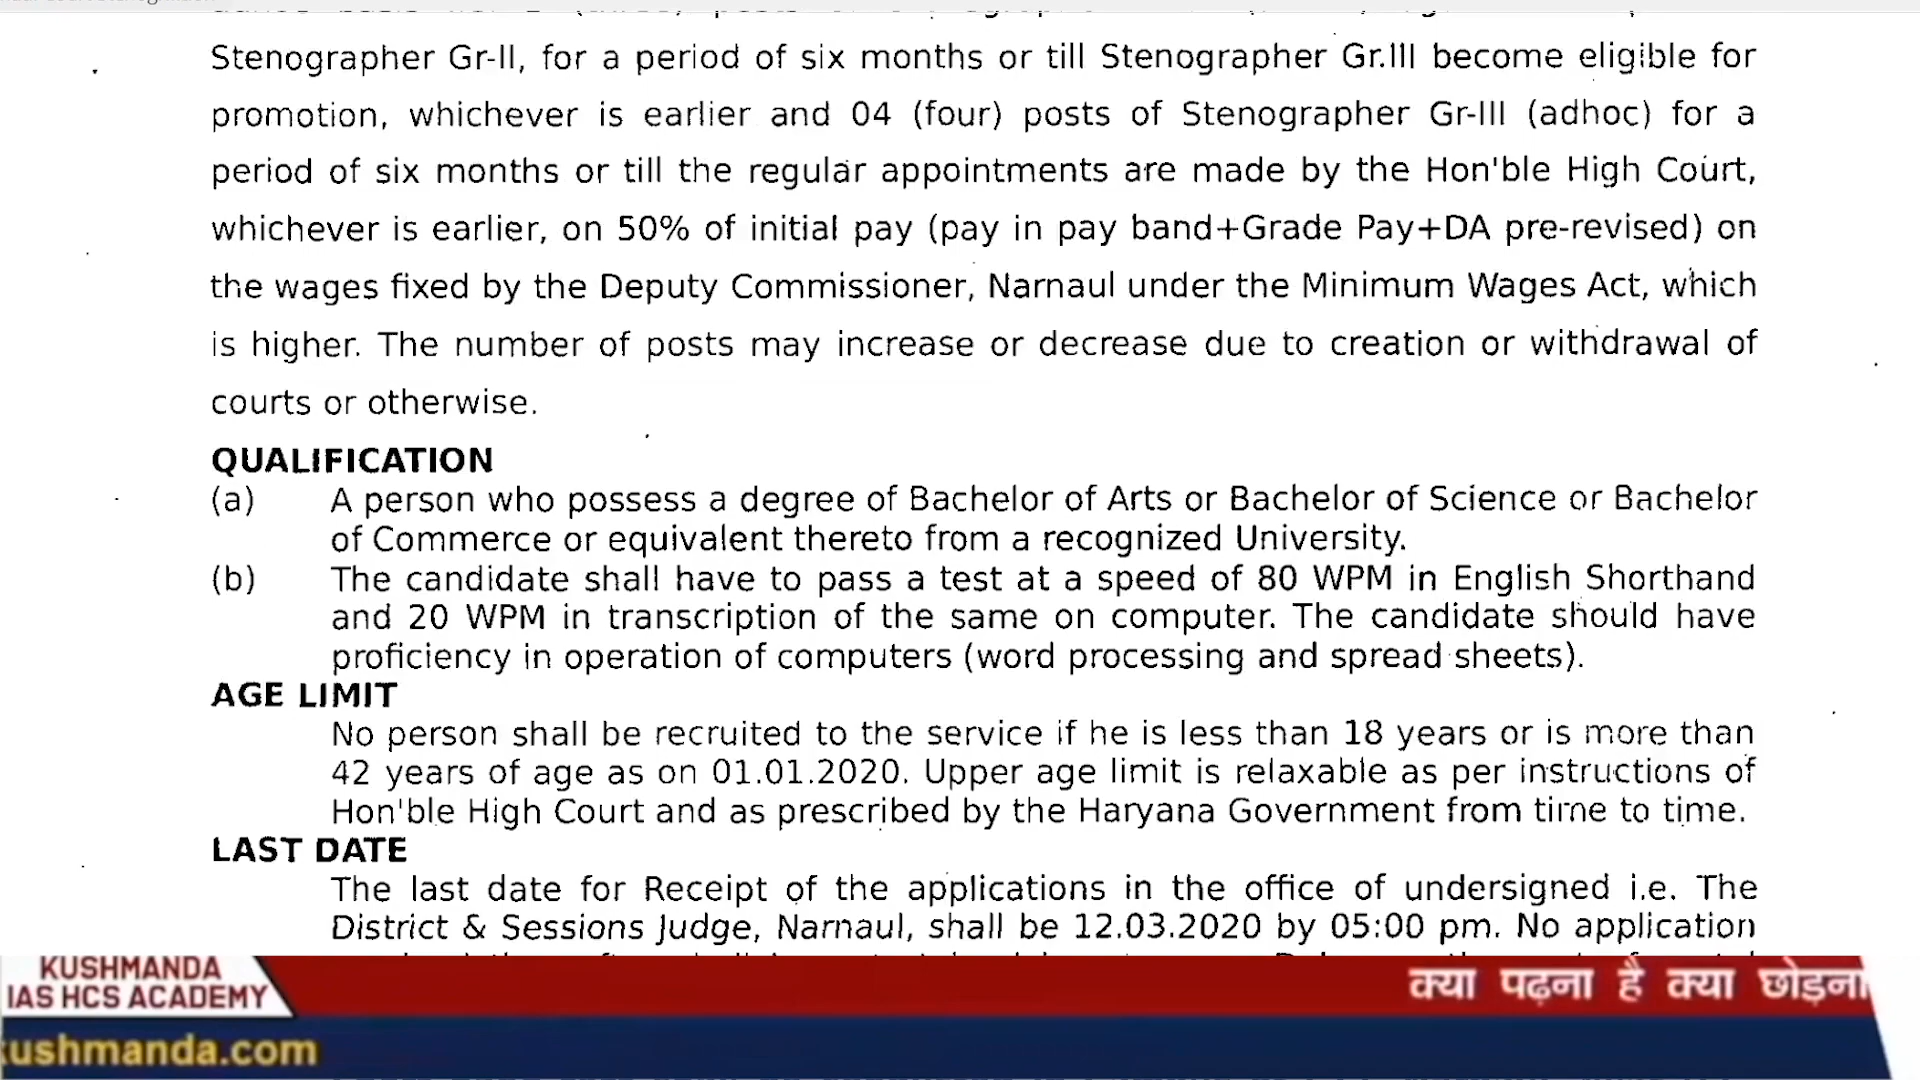 Stenographer Gr-II, for a period of six months or till Stenographer Gr.III become eligible for
promotion, whichever is earlier and 04 (four) posts of Stenographer Gr-III (adhoc) for a
period of six months or till the regular appointments are made by the Hon'ble High Court,
whichever is earlier, on 50% of initial pay (pay in pay band+Grade Pay+DA pre-revised) on
the wages fixed by the Deputy Commissioner, Narnaul under the Minimum Wages Act, which
is higher. The number of posts may increase or decrease due to creation or withdrawal of
courts or otherwise.
QUALIFICATION
(a) A person who possess a degree of Bachelor of Arts or Bachelor of Science or Bachelor
of Commerce or equivalent thereto from a recognized University.
(b) The candidate shall have to pass a test at a speed of 80 WPM in English Shorthand
and 20 WPM in transcription of the same on computer. The candidate should have
proficiency in operation of computers (word processing and spread sheets).
AGE LIMIT
No person shall be recruited to the service if he is less than 18 years or is more than
42 years of age as on 01.01.2020. Upper age limit is relaxable as per instructions of
Hon'ble High Court and as prescribed by the Haryana Government from time to time.
LAST DATE
The last date for Receipt of the applications in the office of undersigned i.e. The
District & Sessions Judge, Narnaul, shall be 12.03.2020 by 05:00 pm. No application
KUSHMANDA
IAS HCS ACADEMY
क्या पढ़ना है क्या छोड़ना
kushmanda.com